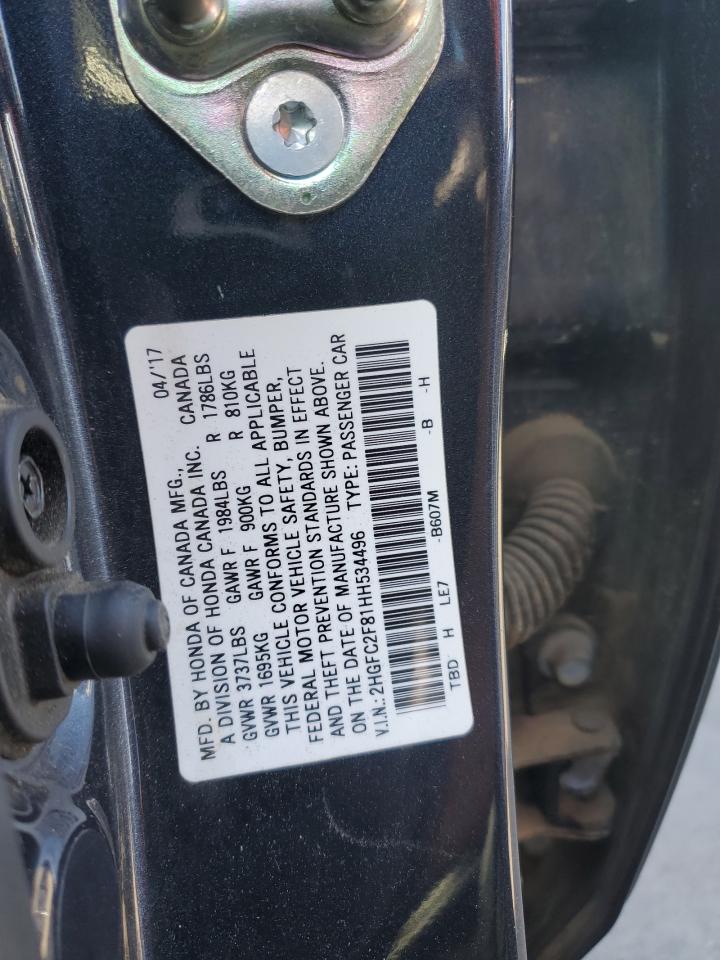 MFD. BY HONDA OF CANADA MFG., 04/'17
A DIVISION OF HONDA CANADA INC. CANADA
GVWR 3737LBS GAWR F 1984LBS R 1786LBS
GVWR 1695KG GAWR F 900KG R 810KG
THIS VEHICLE CONFORMS TO ALL APPLICABLE
FEDERAL MOTOR VEHICLE SAFETY, BUMPER,
AND THEFT PREVENTION STANDARDS IN EFFECT
ON THE DATE OF MANUFACTURE SHOWN ABOVE.
V.I.N.: 2HGFC2F81HH534496 TYPE: PASSENGER CAR
TBD H LE7 -B607M -B -H